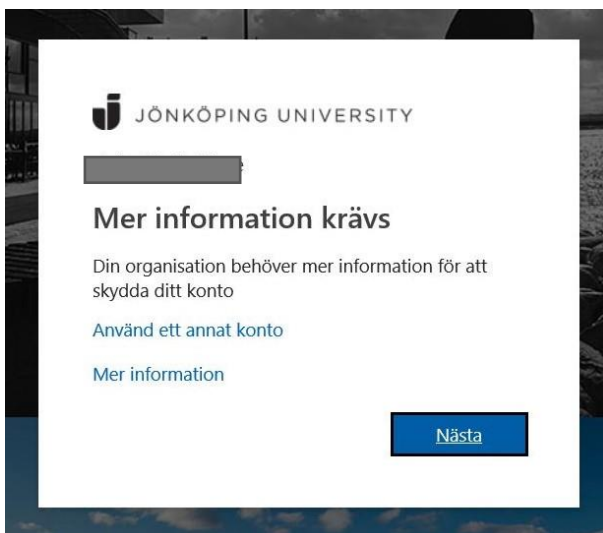 JÖNKÖPING UNIVERSITY
Mer information krävs
Din organisation behöver mer information för att
skydda ditt konto
Använd ett annat konto
Mer information
Nästa